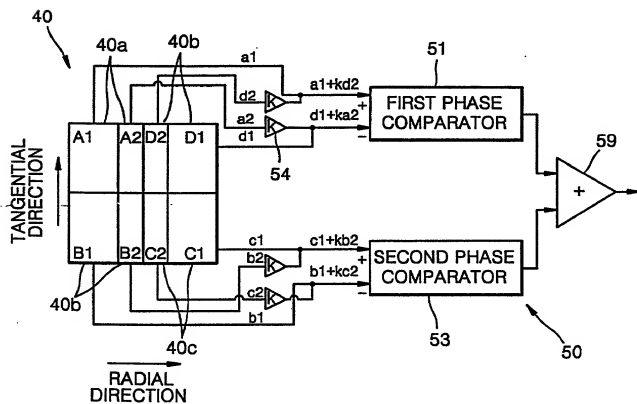 40
40a
40b
a1
51
d2
K
a1+kd2
+
FIRST PHASE
COMPARATOR
A1
A2
D2
D1
a2
K
d1
54
d1+ka2
−
59
+
TANGENTIAL
DIRECTION
B1
B2
C2
C1
c1
b2
K
c1+kb2
+
SECOND PHASE
COMPARATOR
c2
K
b1+kc2
−
b1
40b
40c
53
50
RADIAL
DIRECTION